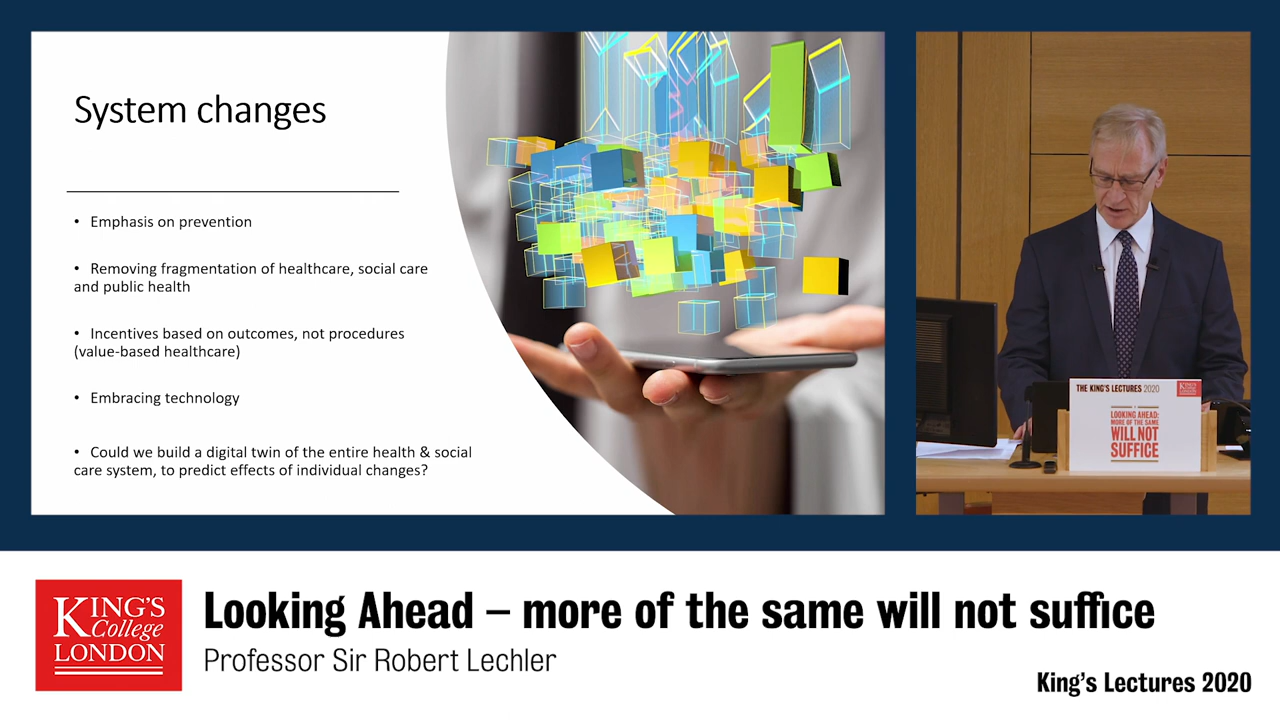 System changes
• Emphasis on prevention
• Removing fragmentation of healthcare, social care
and public health
• Incentives based on outcomes, not procedures
(value-based healthcare)
• Embracing technology
• Could we build a digital twin of the entire health & social
care system, to predict effects of individual changes?
THE KING'S LECTURES 2020
LOOKING AHEAD:
MORE OF THE SAME
WILL NOT
SUFFICE
KING'S
College
LONDON
Looking Ahead – more of the same will not suffice
Professor Sir Robert Lechler
King's Lectures 2020